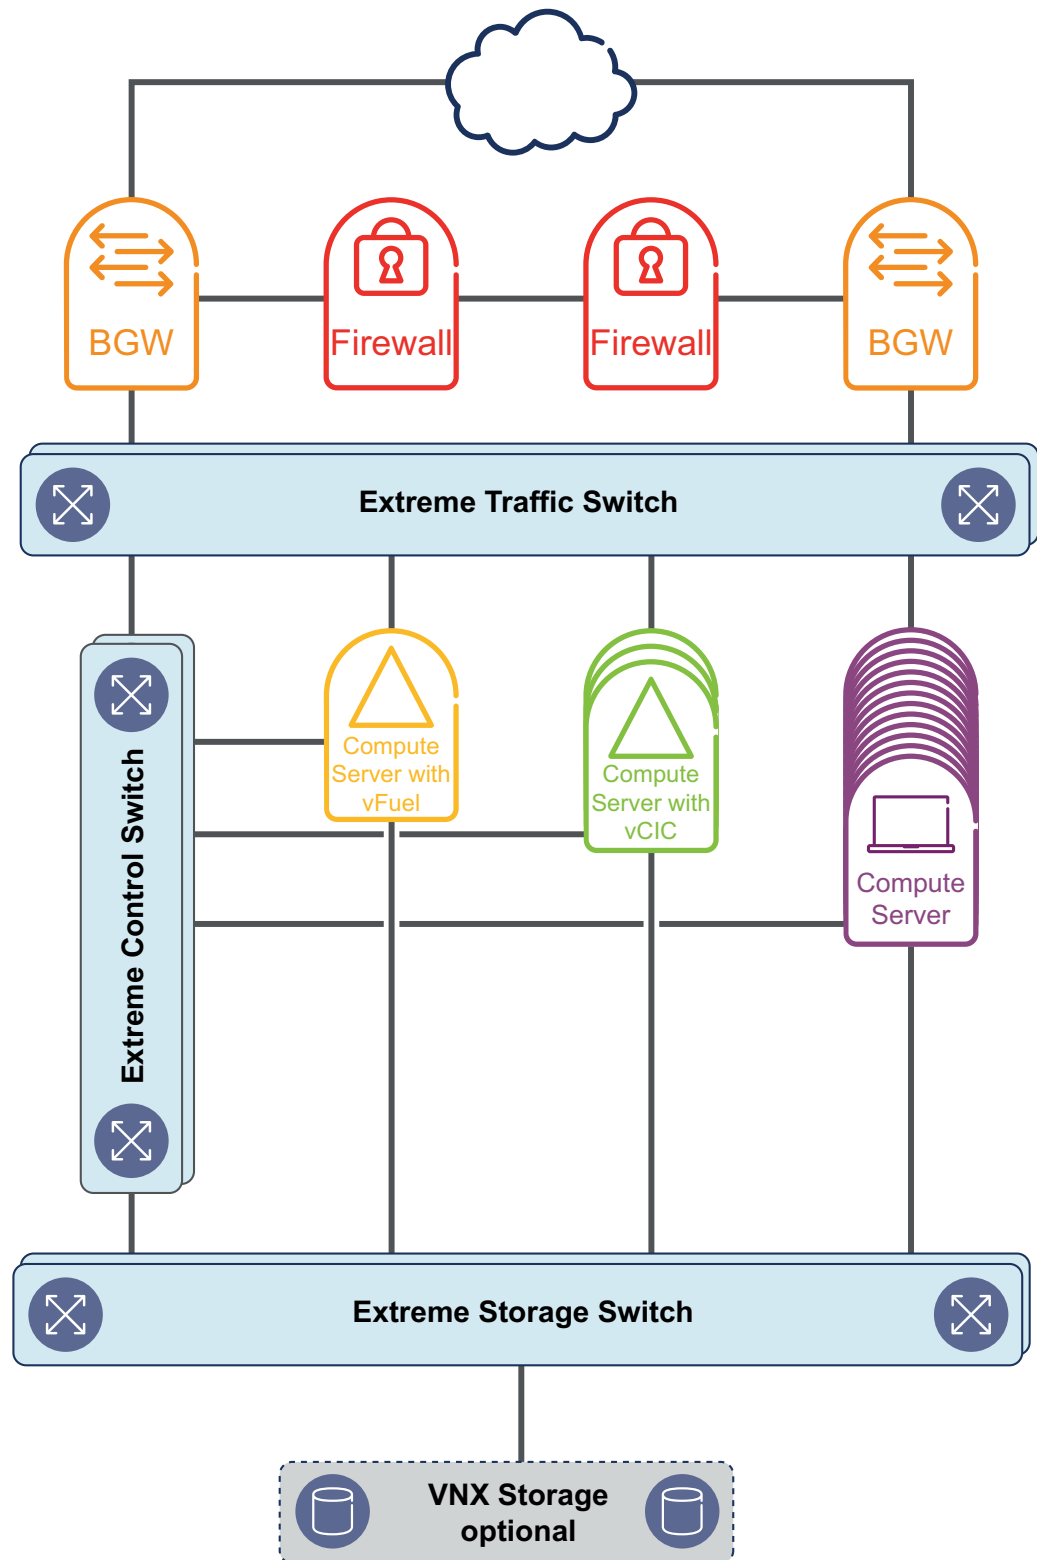 BGW
Firewall
Firewall
BGW
Extreme Traffic Switch
Extreme Control Switch
Compute
Server with
vFuel
Compute
Server with
vCIC
Compute
Server
Extreme Storage Switch
VNX Storage
optional